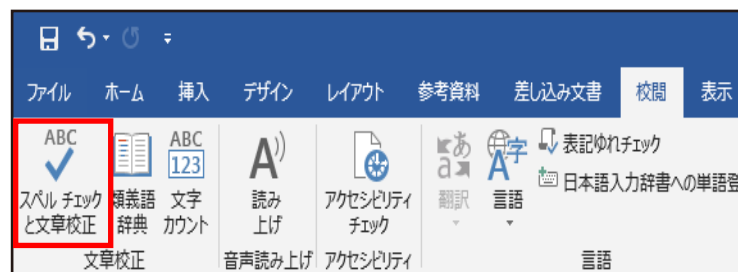 ファイル ホーム 挿入 デザイン レイアウト 参考資料 差し込み文書 校閲 表示
ABC
スペル チェック
と文章校正
類義語
辞典
ABC
123
文字
カウント
文章校正
A
読み
上げ
音声読み上げ
アクセシビリティ
チェック
アクセシビリティ
あ
a
翻訳
A字
言語
表記ゆれチェック
日本語入力辞書への単語登
言語